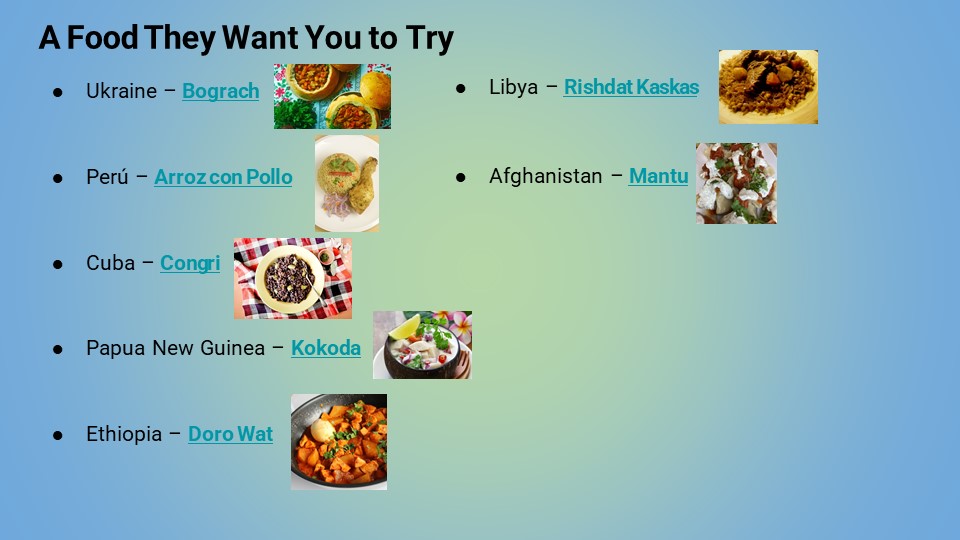 A Food They Want You to Try
● Ukraine – Bograch
● Perú – Arroz con Pollo
● Cuba – Congri
● Papua New Guinea – Kokoda
● Ethiopia – Doro Wat
● Libya – Rishdat Kaskas
● Afghanistan – Mantu